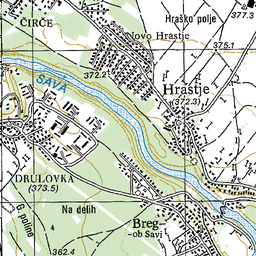 Hraško polje
377.3
ČIRČE
Novo Hrastje
375.1
372.2
SAVA
Hrastje
(372.3)
DRULOVKA
(373.5)
Na delih
G. poline
Breg
ob Savi
362.4